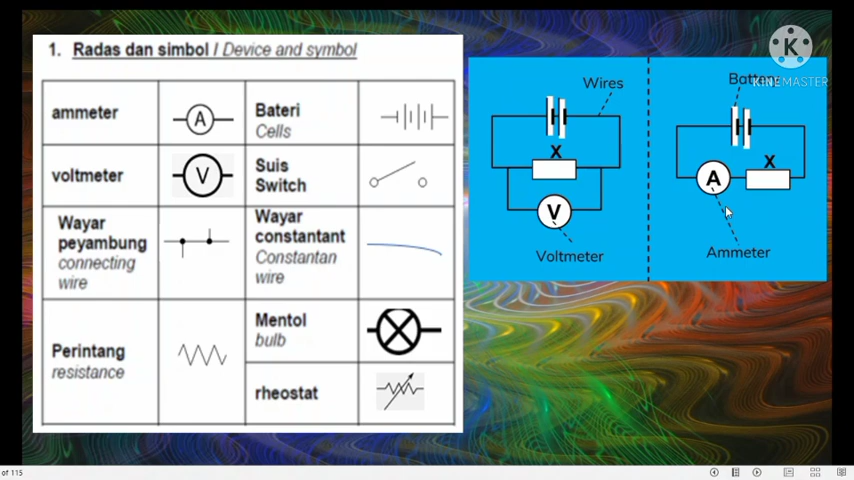 1. Radas dan simbol / Device and symbol
ammeter
A
Bateri
Cells
voltmeter
V
Suis
Switch
Wayar
peyambung
connecting
wire
Wayar
constantant
Constantan
wire
Perintang
resistance
Mentol
bulb
rheostat
Wires
X
V
Voltmeter
Battery
X
A
Ammeter
K
KINEMASTER
of 115